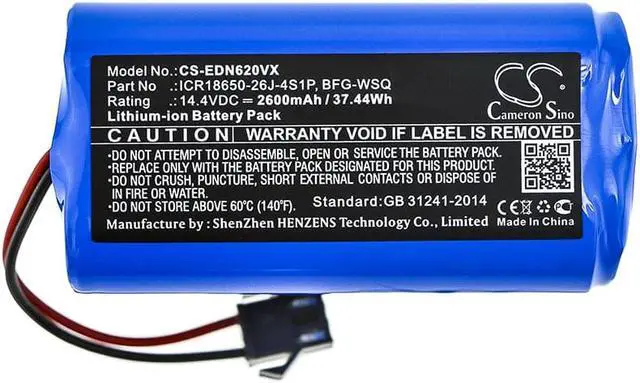 Model No.:CS-EDN620VX
Part No. :ICR18650-26J-4S1P, BFG-WSQ
Rating :14.4VDC ⎓ 2600mAh / 37.44Wh
Lithium-ion Battery Pack
CS
Cameron Sino
CAUTION WARRANTY VOID IF LABEL IS REMOVED
•DO NOT ATTEMPT TO DISASSEMBLE, OPEN OR SERVICE THE BATTERY PACK.
•REPLACE ONLY WITH THE BATTERY PACK DESIGNATED FOR THIS PRODUCT.
•DO NOT CRUSH, PUNCTURE, SHORT EXTERNAL CONTACTS OR DISPOSE OF
IN FIRE OR WATER.
•DO NOT STORE ABOVE 60℃ (140℉). Standard:GB 31241-2014
Manufacture by : ShenZhen HENZENS Technology Co., Limited
CE
Made In China